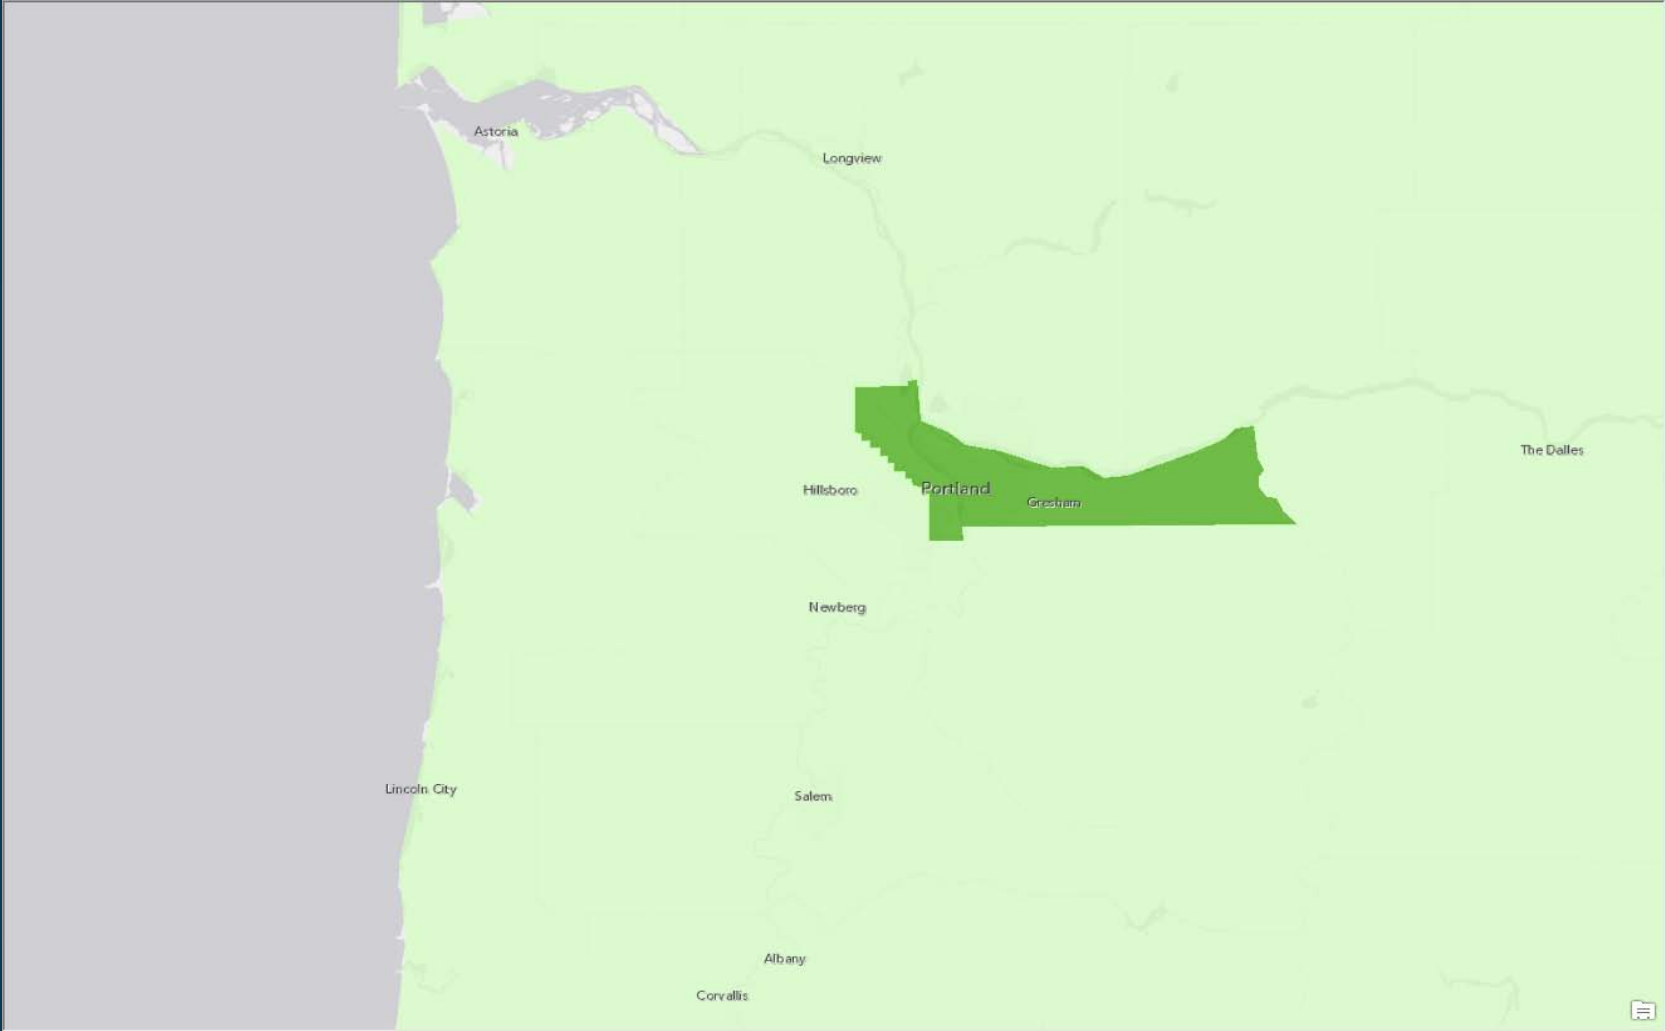 Astoria
Longview
The Dalles
Hillsboro
Portland
Gresham
Newberg
Lincoln City
Salem
Albany
Corvallis